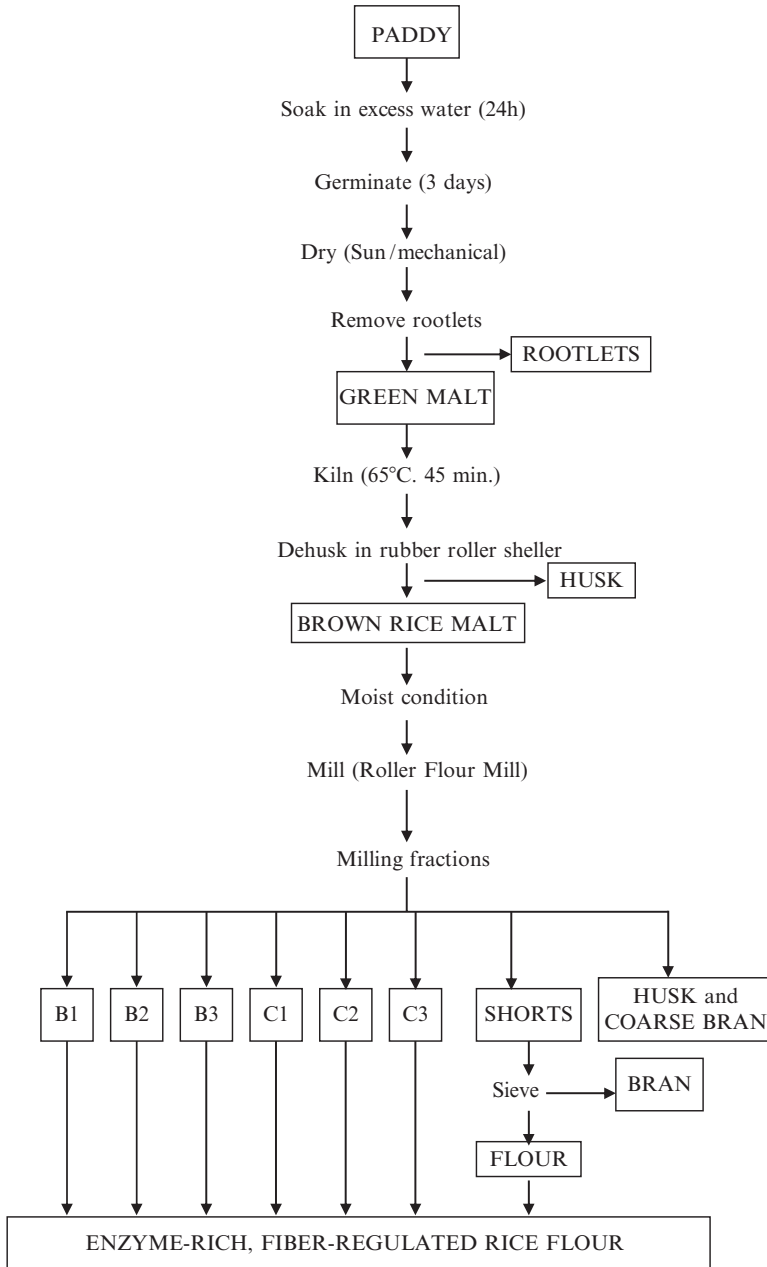 PADDY
Soak in excess water (24h)
Germinate (3 days)
Dry (Sun/mechanical)
Remove rootlets
ROOTLETS
GREEN MALT
Kiln (65°C. 45 min.)
Dehusk in rubber roller sheller
HUSK
BROWN RICE MALT
Moist condition
Mill (Roller Flour Mill)
Milling fractions
B1
B2
B3
C1
C2
C3
SHORTS
HUSK and
COARSE BRAN
Sieve
BRAN
FLOUR
ENZYME-RICH, FIBER-REGULATED RICE FLOUR